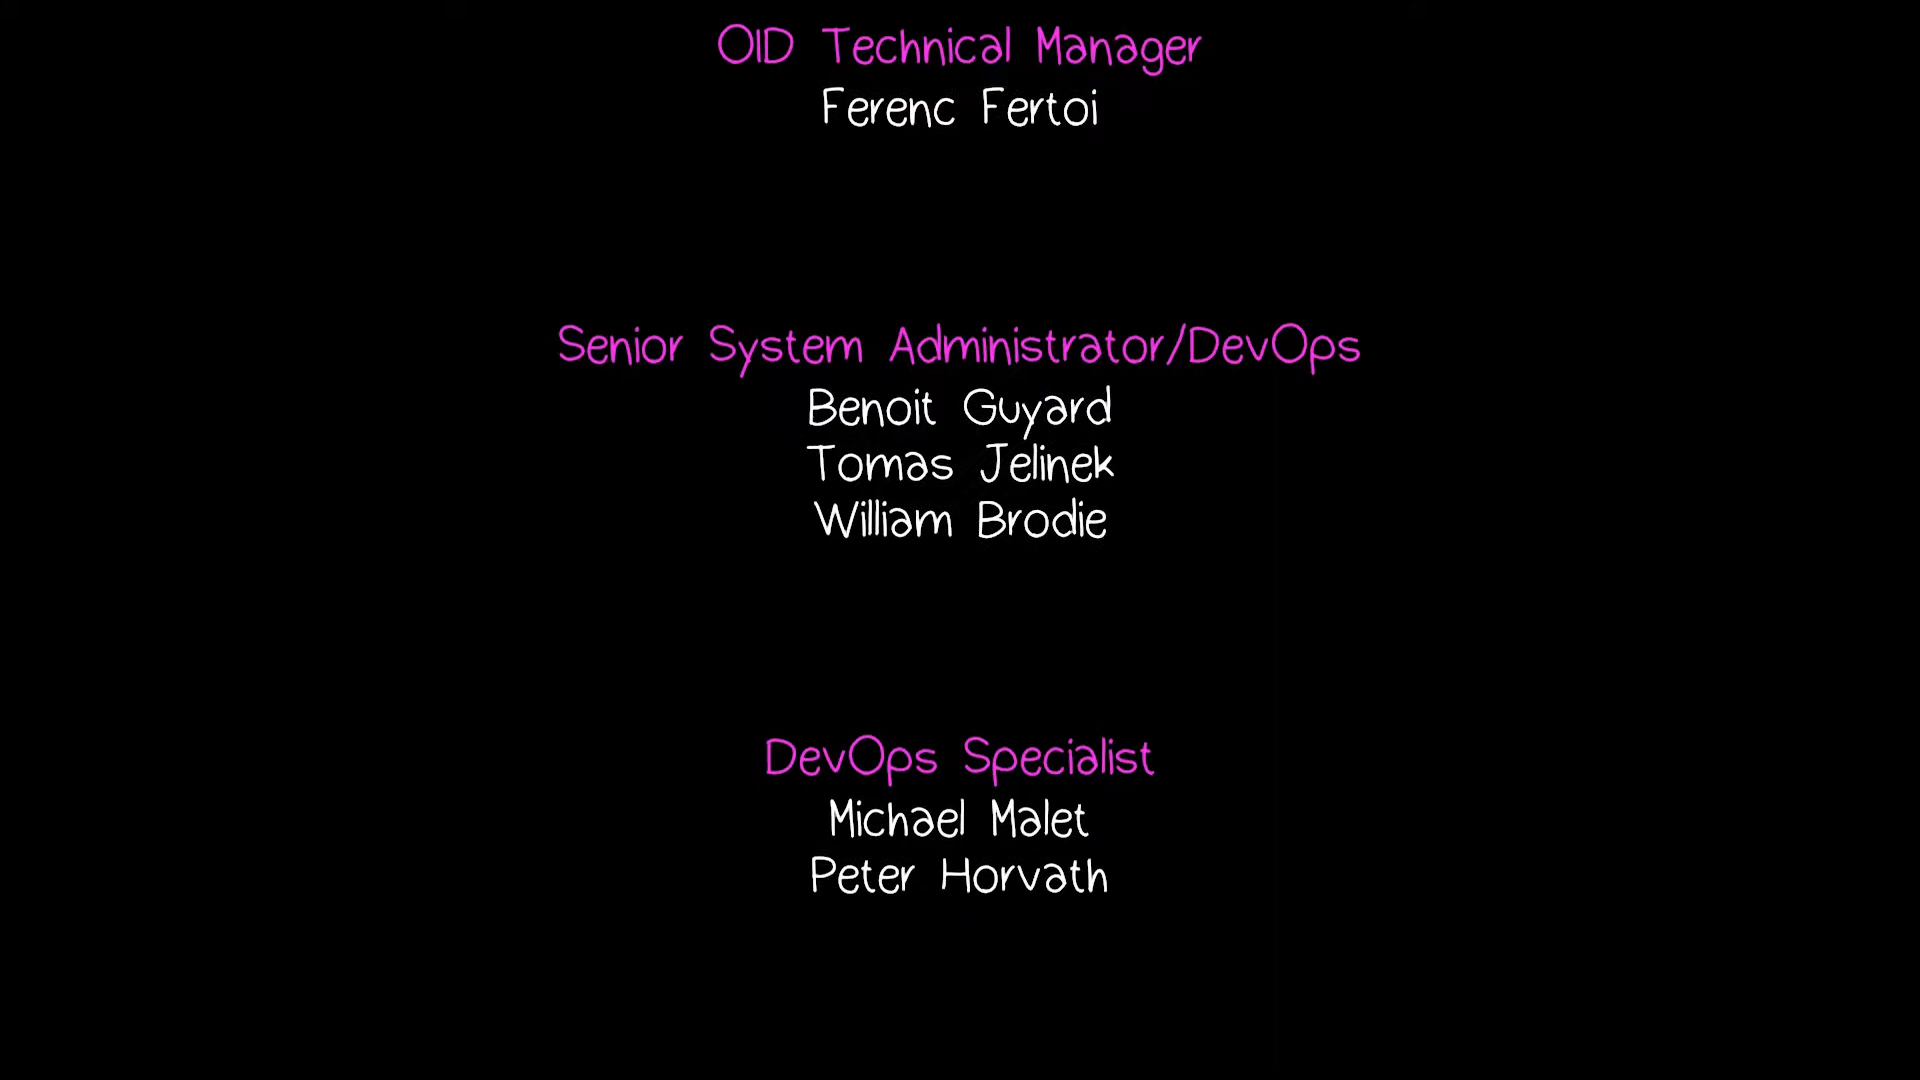 OID Technical Manager
Ferenc Fertoi
Senior System Administrator/DevOps
Benoit Guyard
Tomas Jelinek
William Brodie
DevOps Specialist
Michael Malet
Peter Horvath